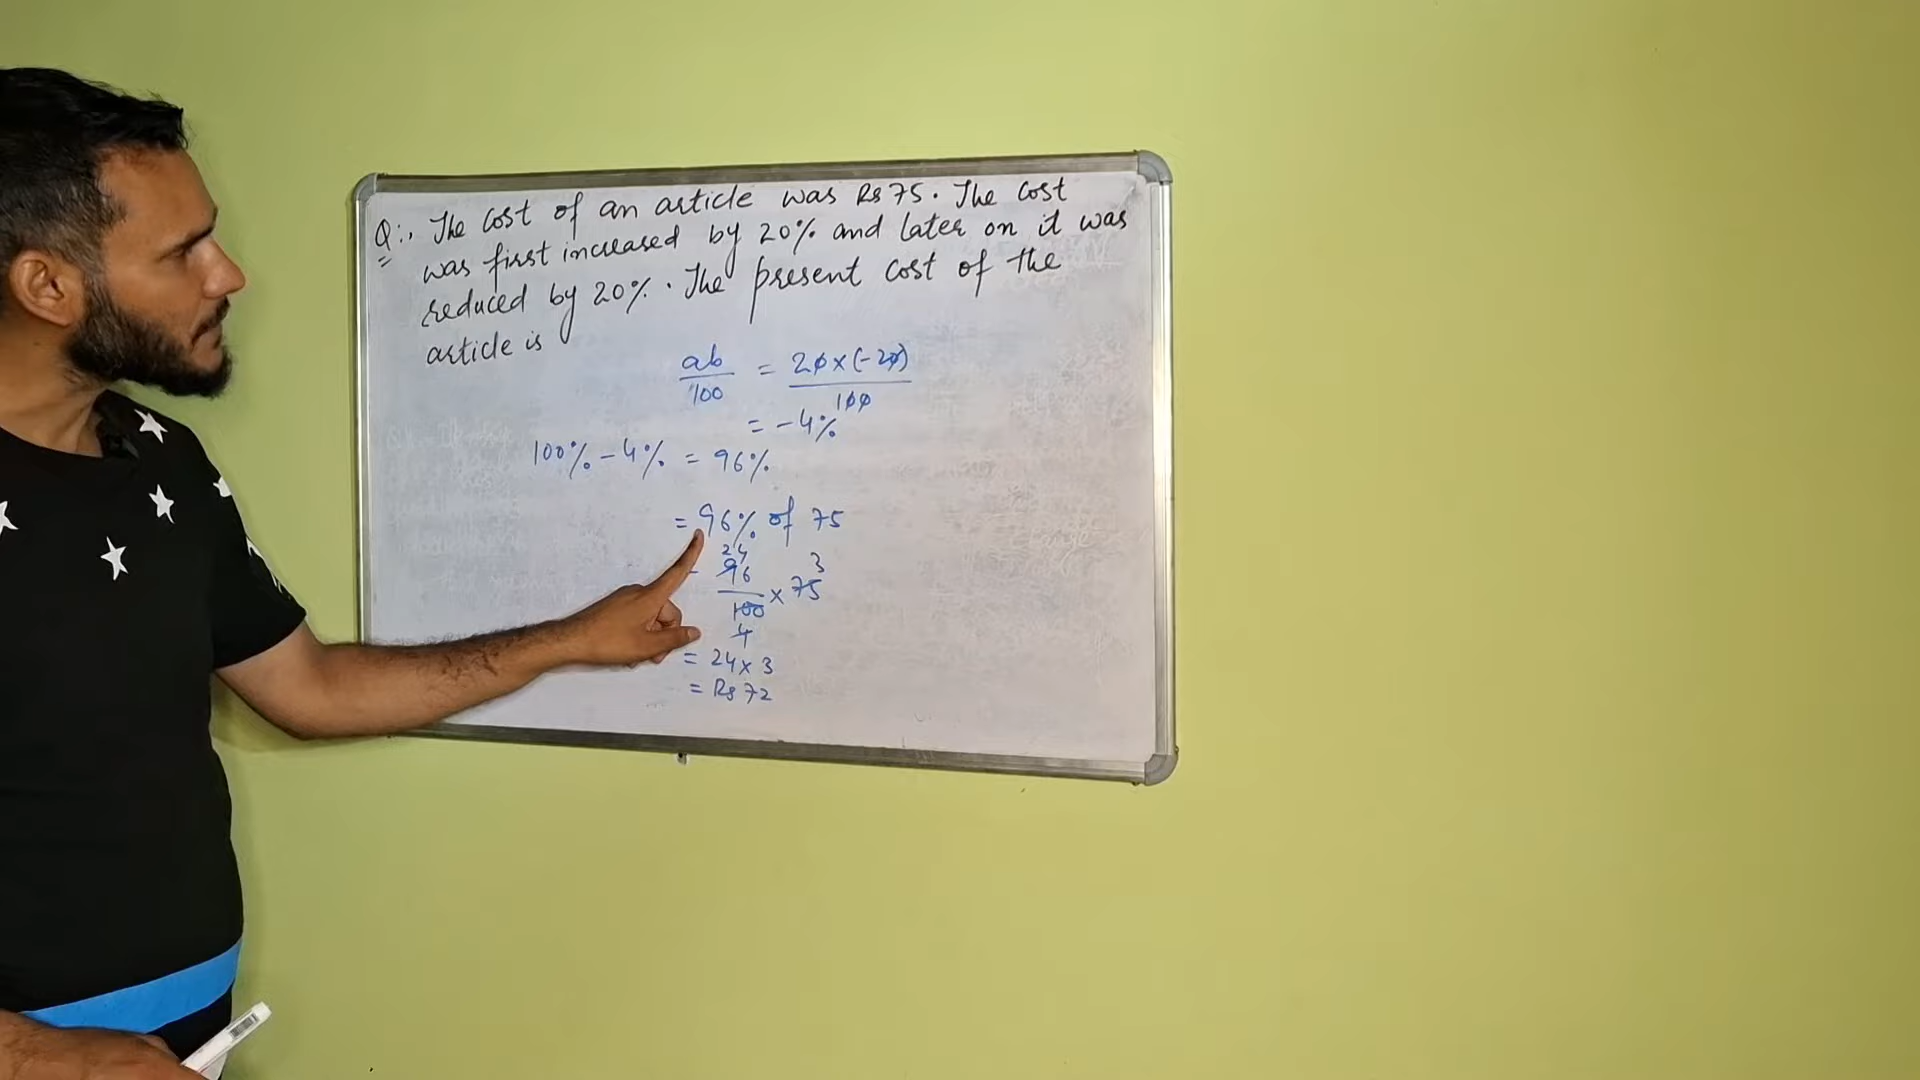 Q:. The cost of an article was Rs 75. The cost
was first increased by 20% and later on it was
reduced by 20%. The present cost of the
article is
ab/100 = 20 x (-20)/100
= -4%
100% - 4% = 96%
= 96% of 75
24 3
= 96/100 x 75
4
= 24 x 3
= Rs 72